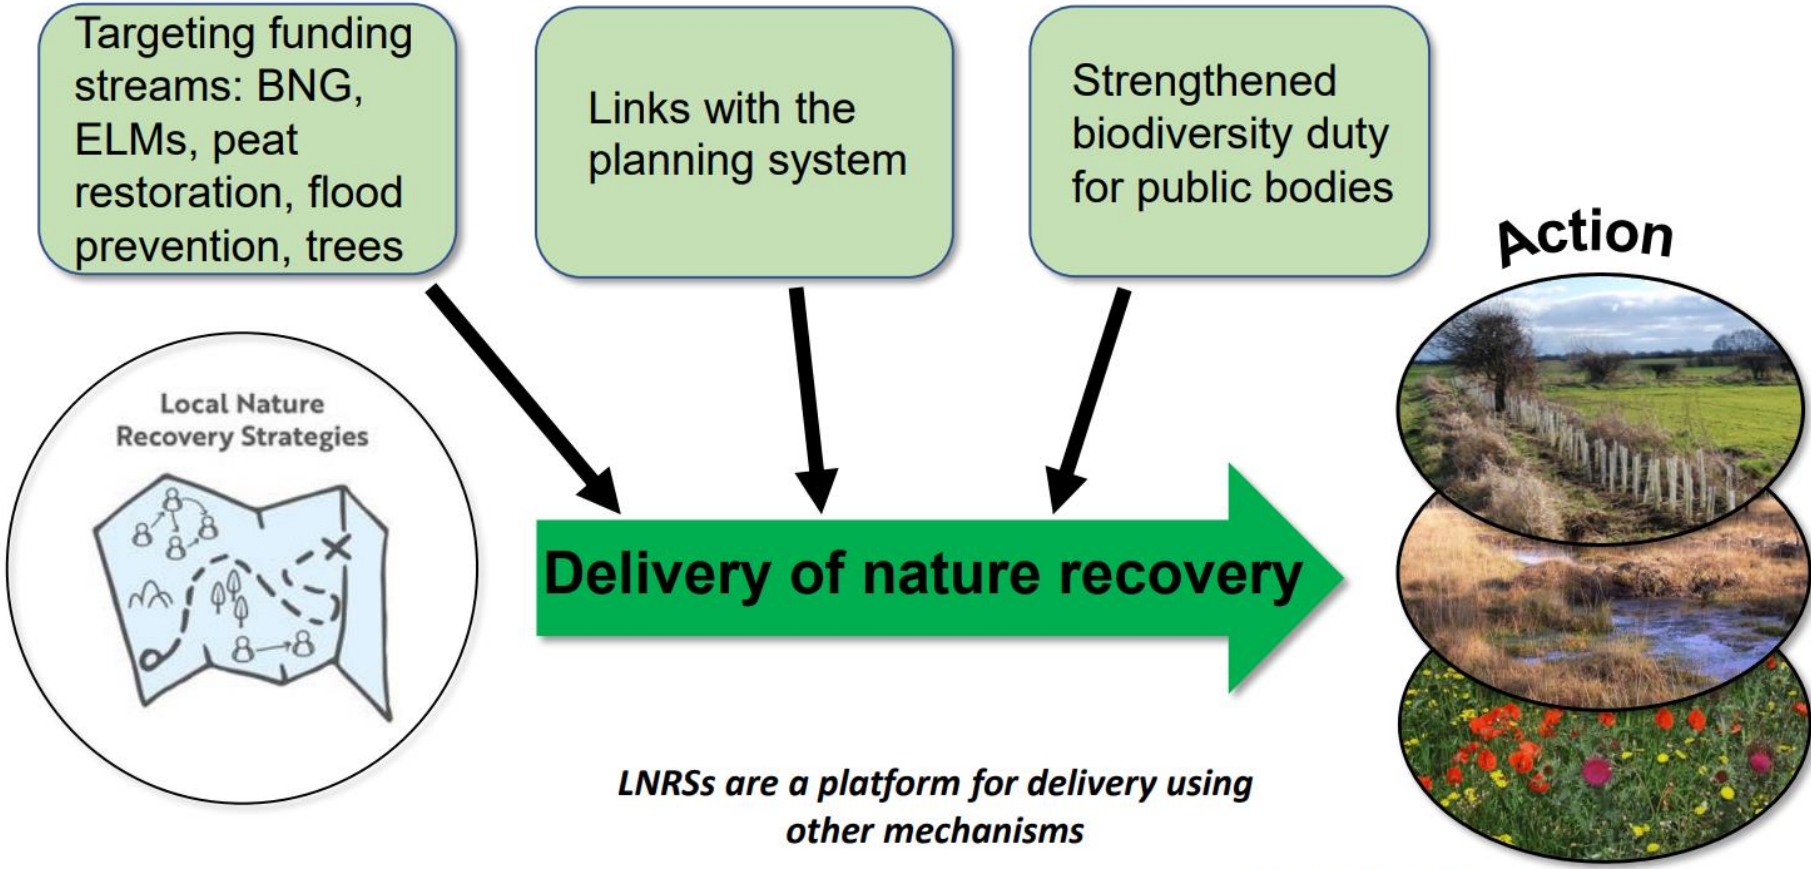 Targeting funding
streams: BNG,
ELMs, peat
restoration, flood
prevention, trees
Links with the
planning system
Strengthened
biodiversity duty
for public bodies
Action
Local Nature
Recovery Strategies
Delivery of nature recovery
LNRSs are a platform for delivery using
other mechanisms